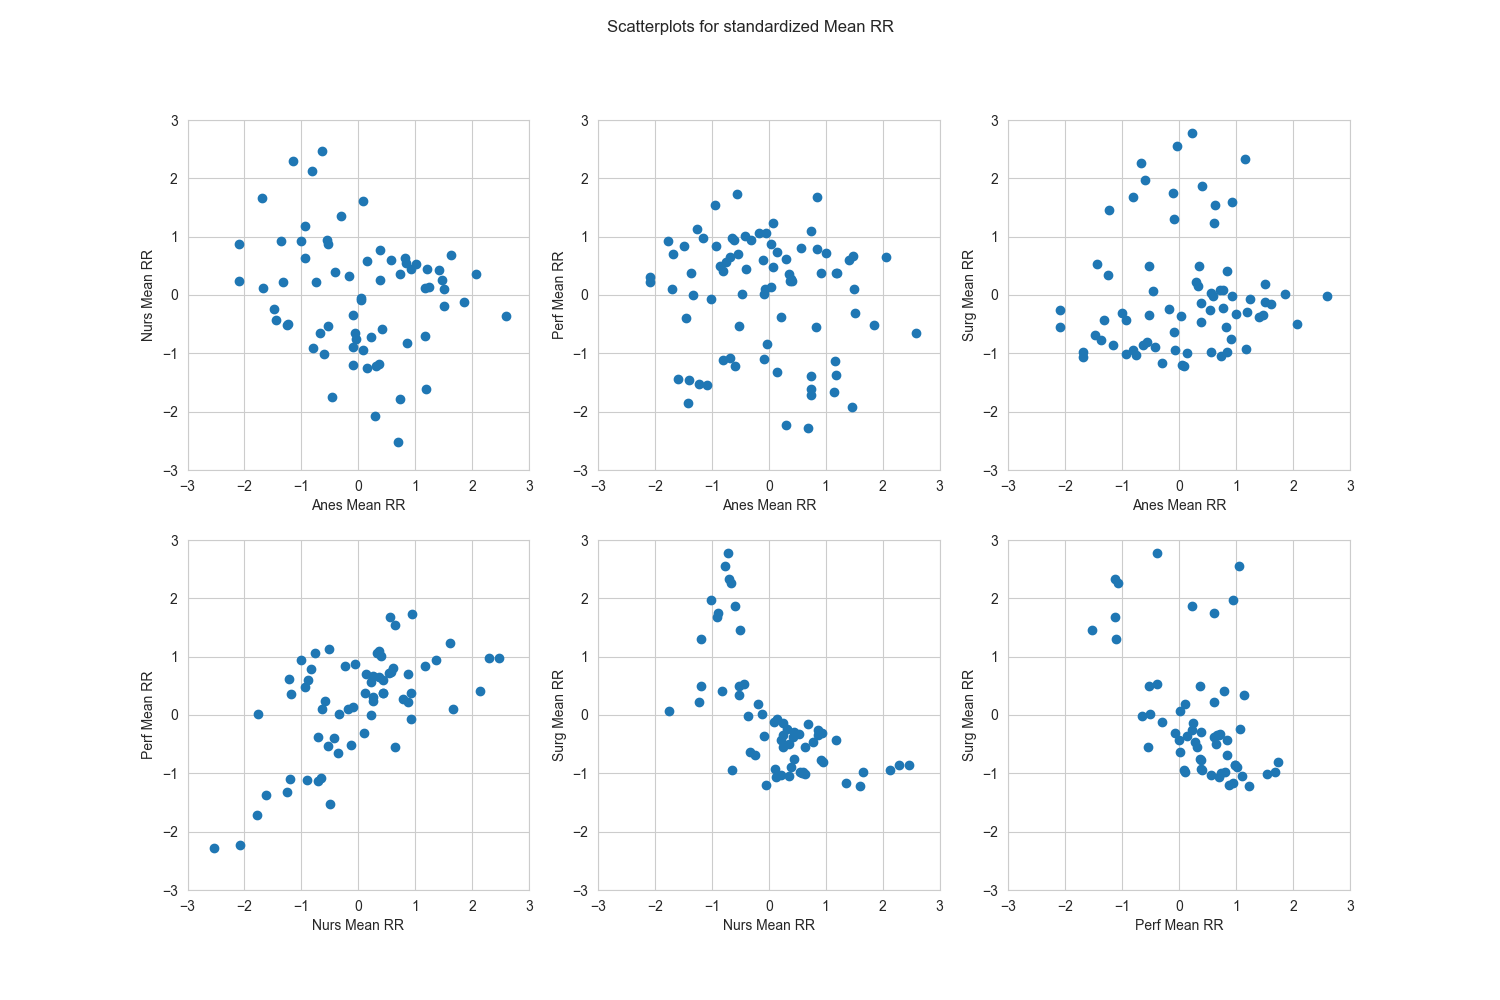 Scatterplots for standardized Mean RR
3 3 3
2 2 2
1 1 1
0 0 0
−1 −1 −1
−2 −2 −2
−3 −3 −3
Nurs Mean RR Perf Mean RR Surg Mean RR
−3 −2 −1 0 1 2 3 −3 −2 −1 0 1 2 3 −3 −2 −1 0 1 2 3
Anes Mean RR Anes Mean RR Anes Mean RR
3 3 3
2 2 2
1 1 1
0 0 0
−1 −1 −1
−2 −2 −2
−3 −3 −3
Perf Mean RR Surg Mean RR Surg Mean RR
−3 −2 −1 0 1 2 3 −3 −2 −1 0 1 2 3 −3 −2 −1 0 1 2 3
Nurs Mean RR Nurs Mean RR Perf Mean RR